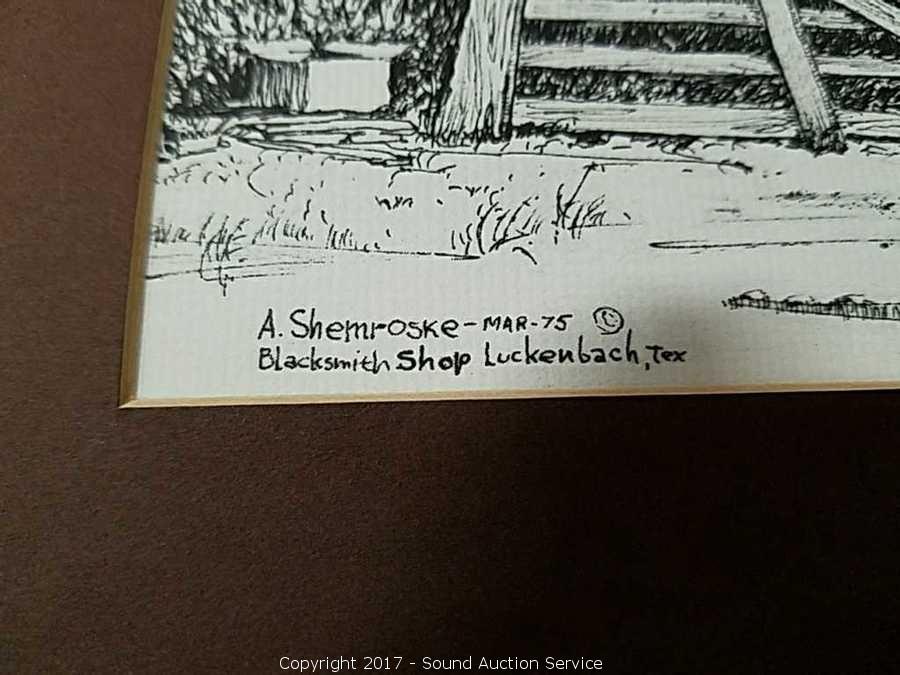 A. Shemroske - MAR-75 ©
Blacksmith Shop Luckenbach, Tex
Copyright 2017 - Sound Auction Service